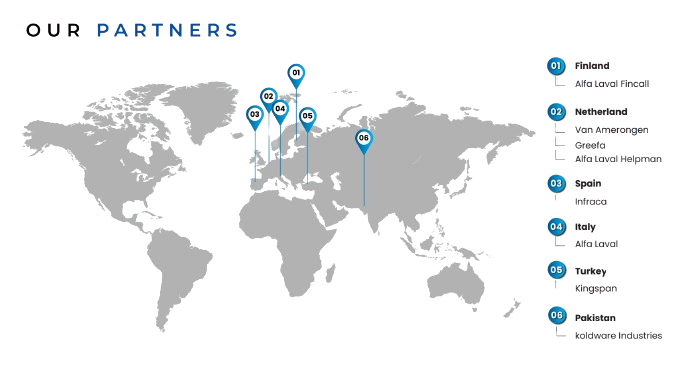 OUR PARTNERS
01
02
03
04
05
06
01 Finland
Alfa Laval Fincall
02 Netherland
Van Amerongen
Greefa
Alfa Laval Helpman
03 Spain
Infraca
04 Italy
Alfa Laval
05 Turkey
Kingspan
06 Pakistan
koldware Industries